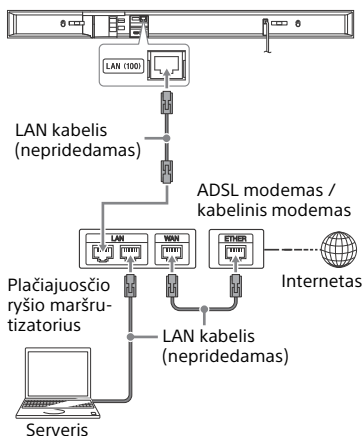 LAN (100)
LAN kabelis
(nepridedamas)
ADSL modemas /
kabelinis modemas
LAN
WAN
ETHER
Internetas
Plačiajuosčio
ryšio maršru-
tizatorius
LAN kabelis
(nepridedamas)
Serveris